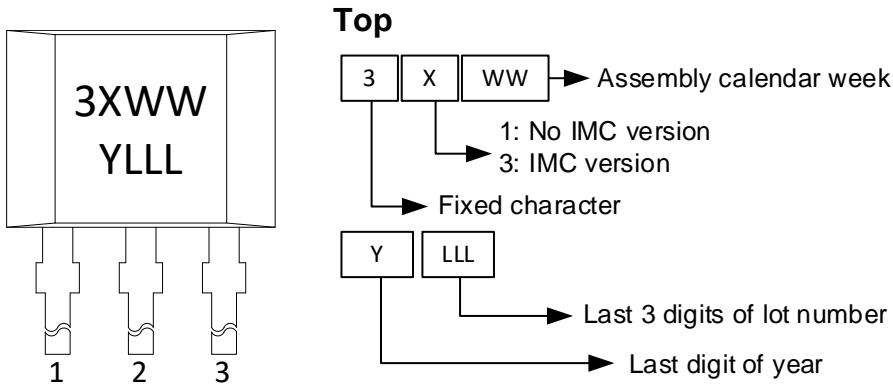 Top
3XWW
YLLL
1 2 3
3 X WW Assembly calendar week
1: No IMC version
3: IMC version
Fixed character
Y LLL
Last 3 digits of lot number
Last digit of year